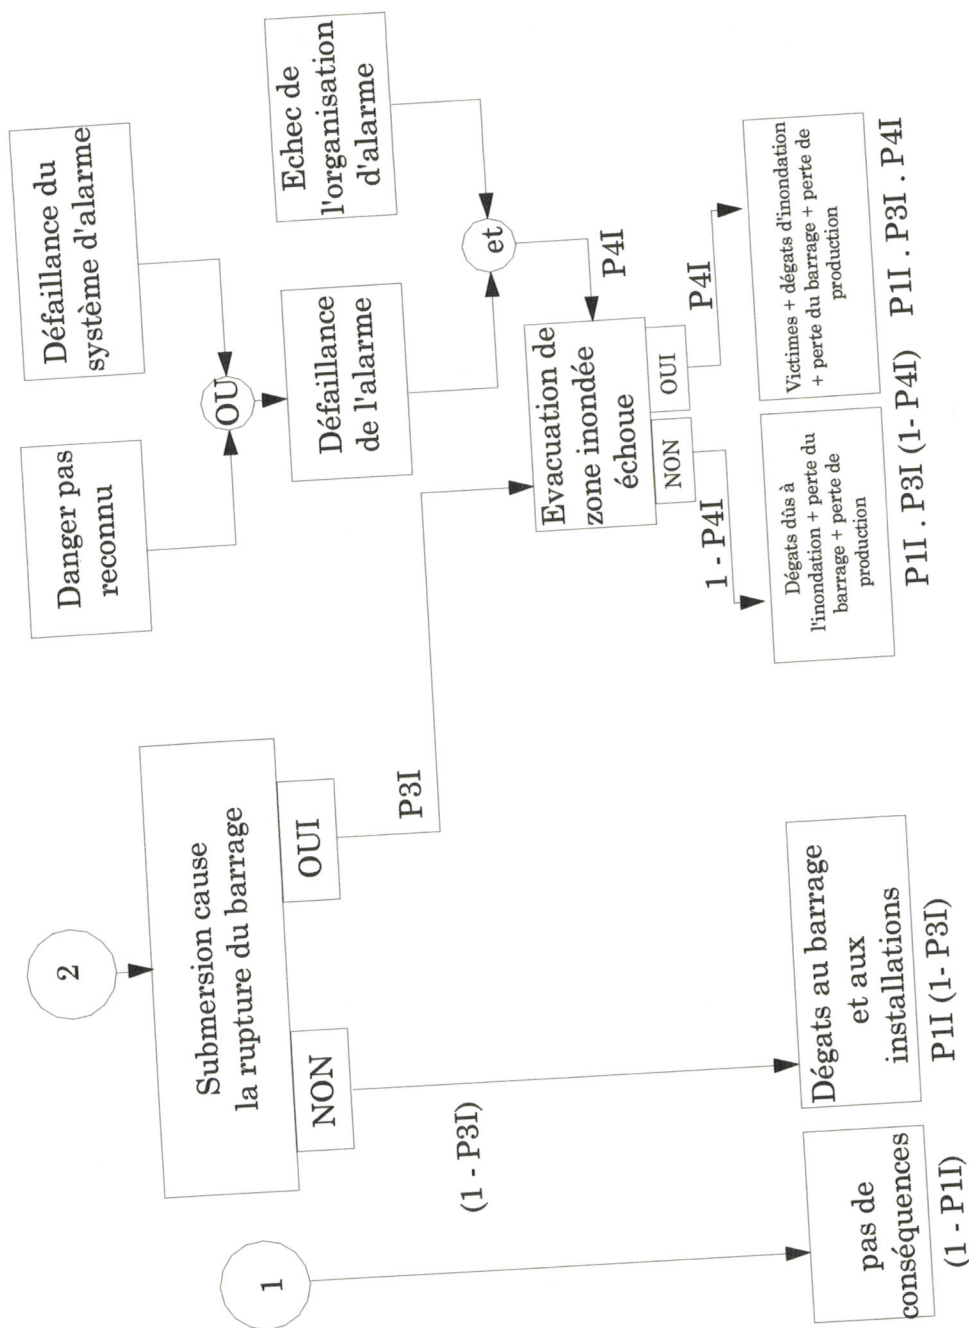 1
pas de
conséquences
(1 - P1I)
2
Submersion cause
la rupture du barrage
NON
OUI
(1 - P3I)
P3I
Dégats au barrage
et aux
installations
P1I (1- P3I)
Danger pas
reconnu
Défaillance du
système d'alarme
OU
Défaillance
de l'alarme
Echec de
l'organisation
d'alarme
et
P4I
Evacuation de
zone inondée
échoue
NON
OUI
1 - P4I
P4I
Dégats dûs à
l'inondation + perte du
barrage + perte de
production
P1I . P3I (1- P4I)
Victimes + dégats d'inondation
+ perte du barrage + perte de
production
P1I . P3I . P4I